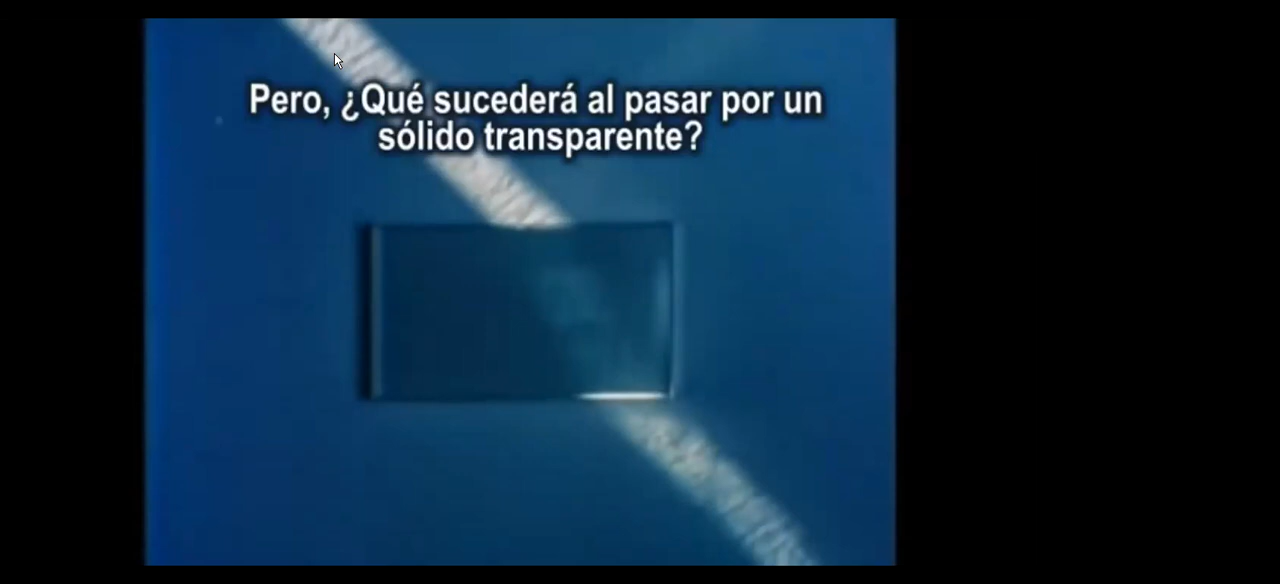 Pero, ¿Qué sucederá al pasar por un
sólido transparente?